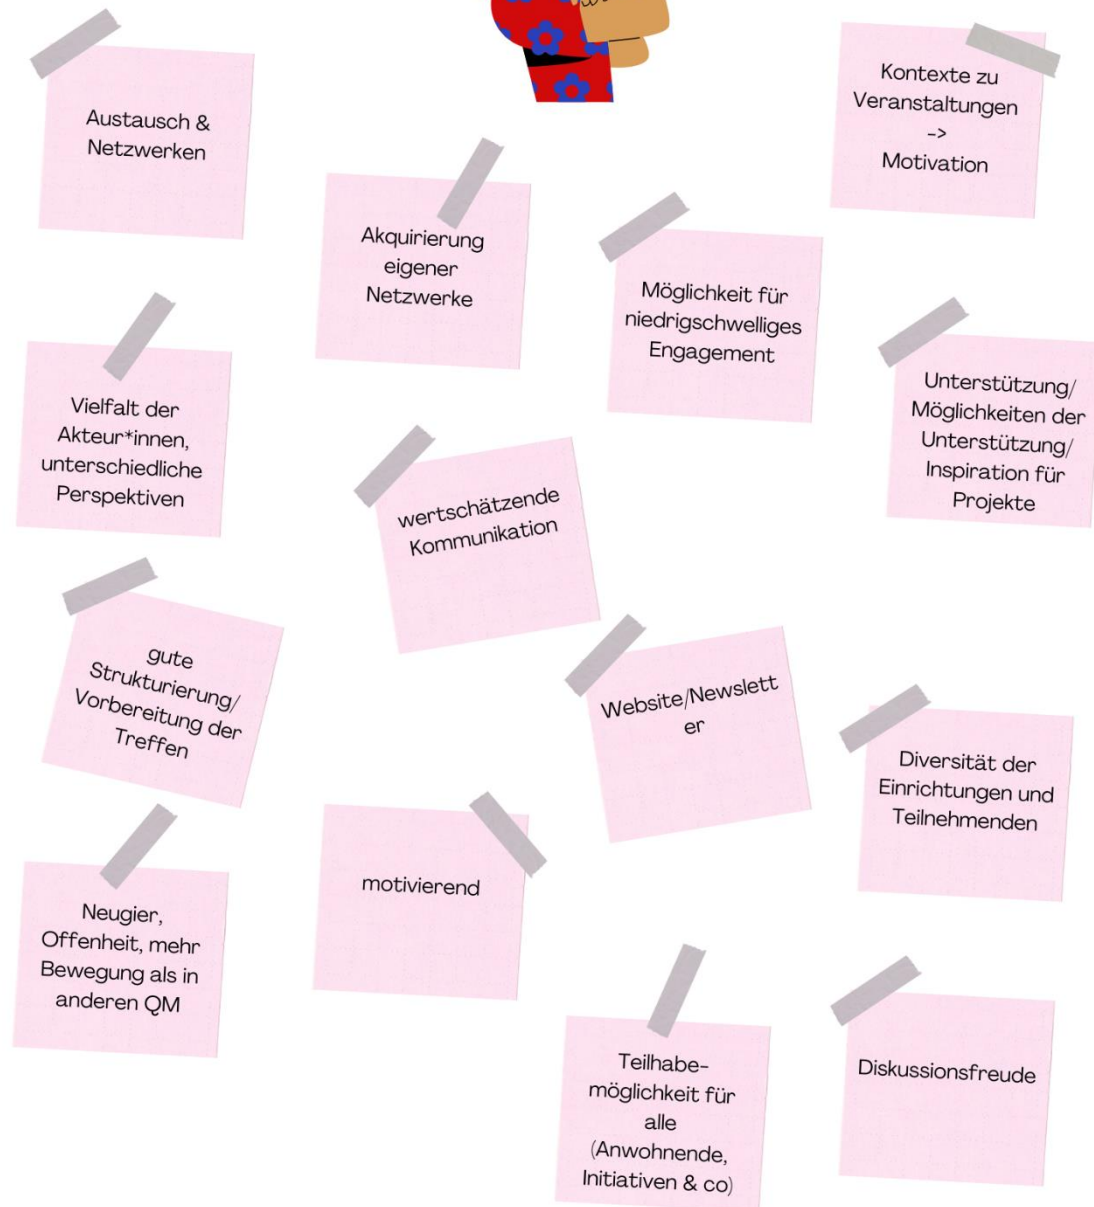 Austausch &
Netzwerken
Kontexte zu
Veranstaltungen
->
Motivation
Akquirierung
eigener
Netzwerke
Möglichkeit für
niedrigschwelliges
Engagement
Vielfalt der
Akteur*innen,
unterschiedliche
Perspektiven
Unterstützung/
Möglichkeiten der
Unterstützung/
Inspiration für
Projekte
wertschätzende
Kommunikation
gute
Strukturierung/
Vorbereitung der
Treffen
Website/Newslett
er
Diversität der
Einrichtungen und
Teilnehmenden
Neugier,
Offenheit, mehr
Bewegung als in
anderen QM
motivierend
Teilhabe-
möglichkeit für
alle
(Anwohnende,
Initiativen & co)
Diskussionsfreude